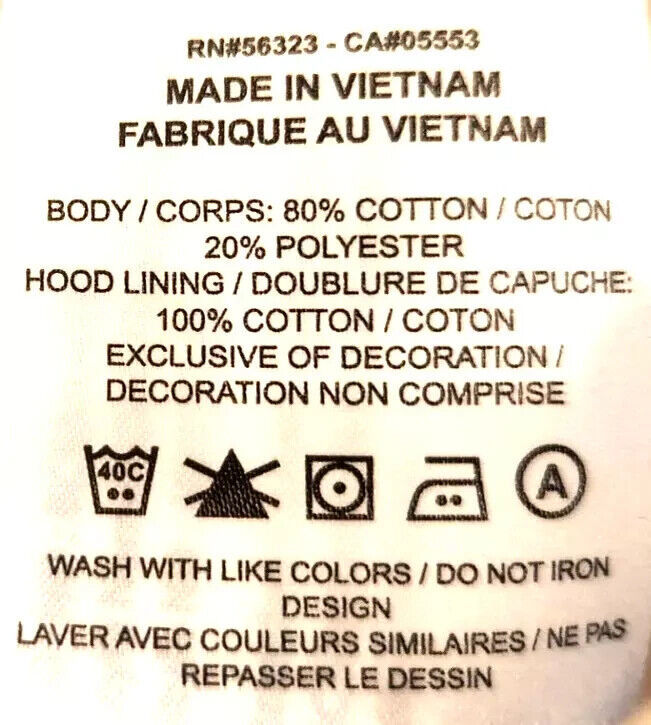 RN#56323 - CA#05553
MADE IN VIETNAM
FABRIQUE AU VIETNAM
BODY / CORPS: 80% COTTON / COTON
20% POLYESTER
HOOD LINING / DOUBLURE DE CAPUCHE:
100% COTTON / COTON
EXCLUSIVE OF DECORATION /
DECORATION NON COMPRISE
40C A
WASH WITH LIKE COLORS / DO NOT IRON
DESIGN
LAVER AVEC COULEURS SIMILAIRES / NE PAS
REPASSER LE DESSIN